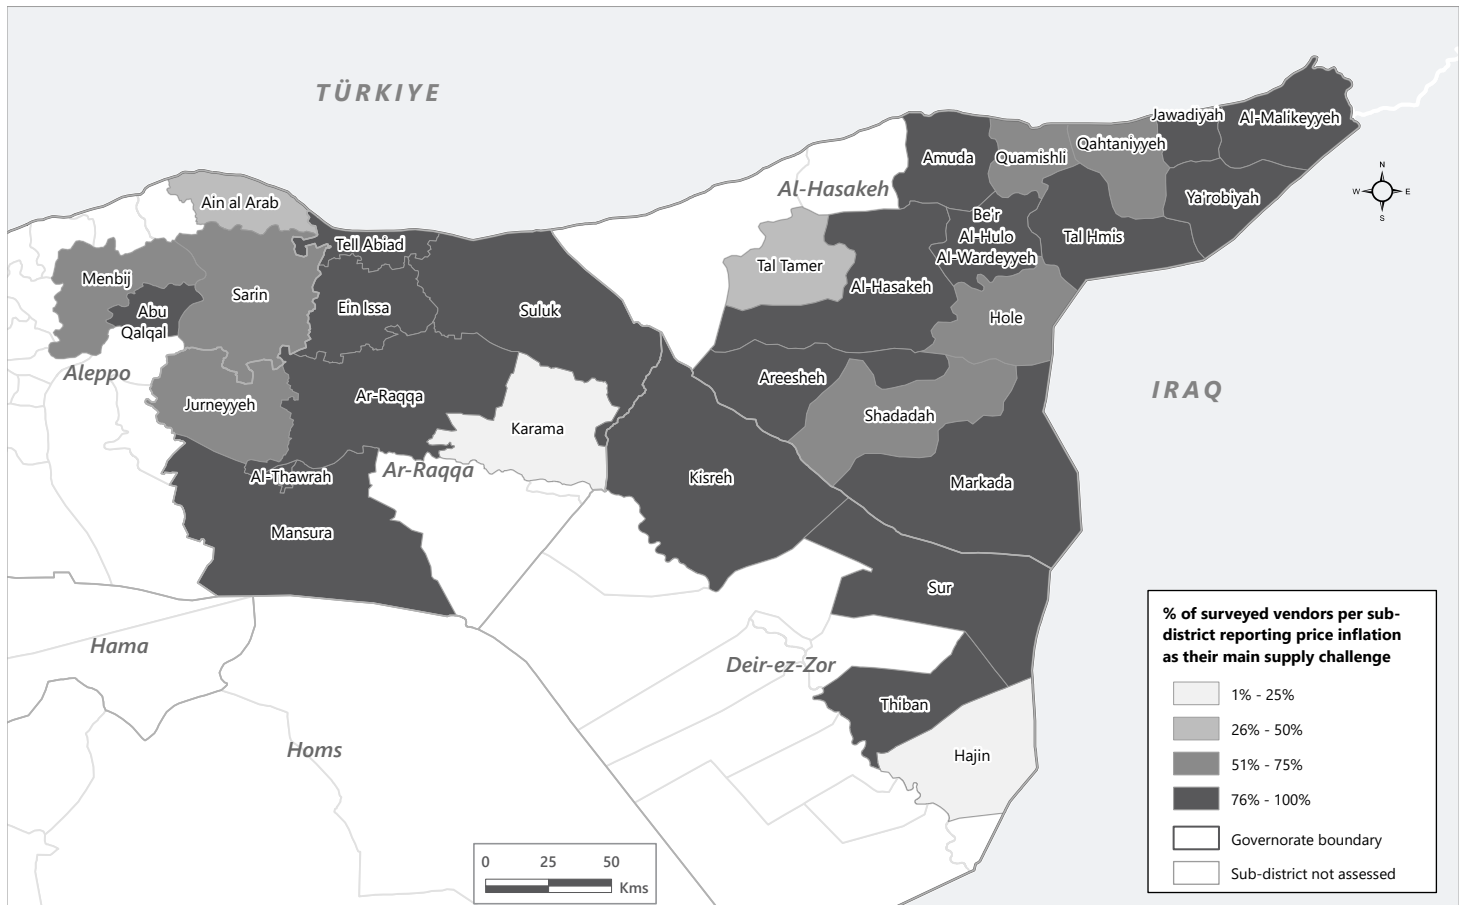 TÜRKIYE
Jawadiyah
Al-Malikeyyeh
Amuda
Quamishli
Qahtaniyyeh
Al-Hasakeh
Ya'robiyah
N
W
E
S
Ain al Arab
Be'r
Al-Hulo
Al-Wardeyyeh
Tal Hmis
Tell Abiad
Tal Tamer
Menbij
Sarin
Al-Hasakeh
Abu
Qalqal
Ein Issa
Suluk
Hole
Aleppo
Areesheh
IRAQ
Jurneyyeh
Ar-Raqqa
Shadadah
Karama
Al-Thawrah
Ar-Raqqa
Kisreh
Markada
Mansura
Sur
Hama
Deir-ez-Zor
Thiban
Homs
Hajin
% of surveyed vendors per sub-
district reporting price inflation
as their main supply challenge
1% - 25%
26% - 50%
51% - 75%
76% - 100%
Governorate boundary
Sub-district not assessed
0 25 50
Kms